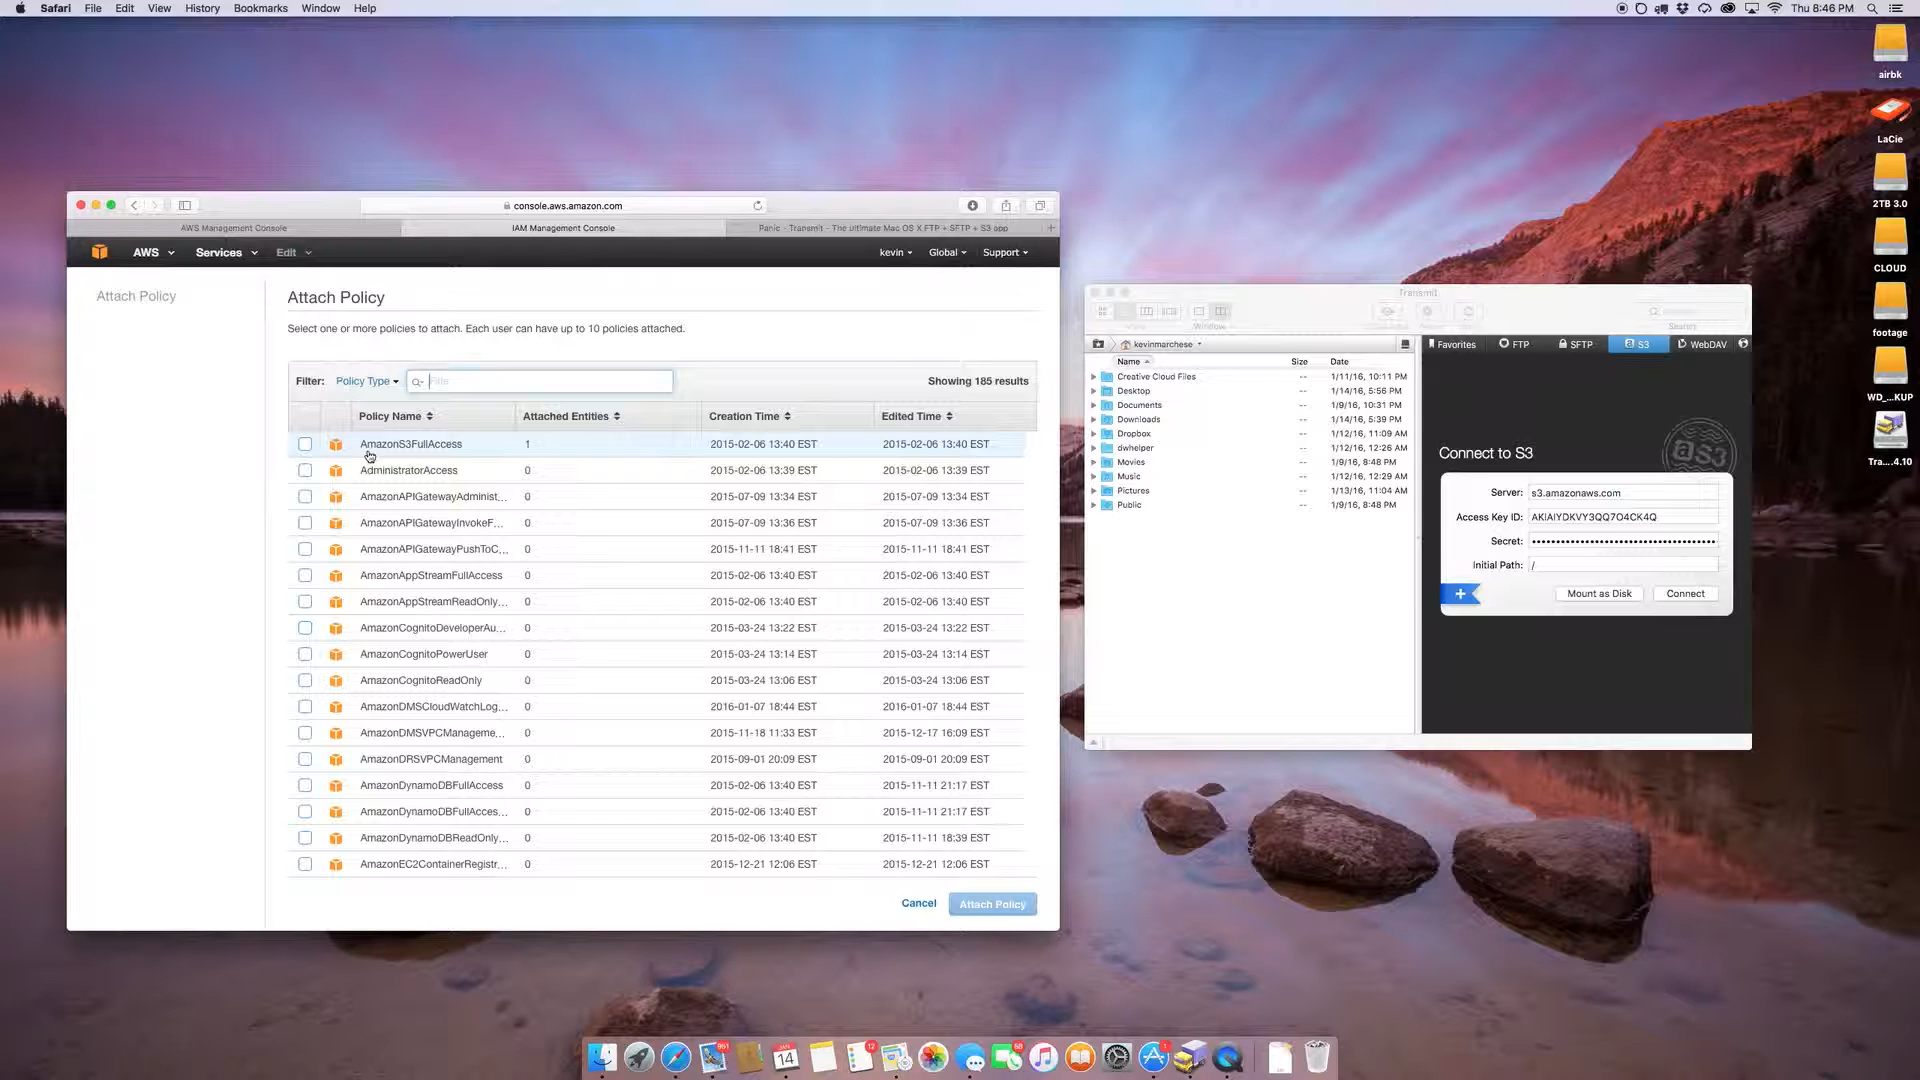 Safari File Edit View History Bookmarks Window Help
Thu 8:46 PM
airbk
LaCie
2TB 3.0
CLOUD
footage
WD_...KUP
Tra....4.10
console.aws.amazon.com
AWS Management Console
IAM Management Console
Panic - Transmit - The ultimate Mac OS X FTP + SFTP + S3 app
AWS Services Edit
kevin Global Support
Attach Policy
Attach Policy
Select one or more policies to attach. Each user can have up to 10 policies attached.
Filter: Policy Type Filter Showing 185 results
Policy Name Attached Entities Creation Time Edited Time
AmazonS3FullAccess 1 2015-02-06 13:40 EST 2015-02-06 13:40 EST
AdministratorAccess 0 2015-02-06 13:39 EST 2015-02-06 13:39 EST
AmazonAPIGatewayAdminist... 0 2015-07-09 13:34 EST 2015-07-09 13:34 EST
AmazonAPIGatewayInvokeF... 0 2015-07-09 13:36 EST 2015-07-09 13:36 EST
AmazonAPIGatewayPushToC... 0 2015-11-11 18:41 EST 2015-11-11 18:41 EST
AmazonAppStreamFullAccess 0 2015-02-06 13:40 EST 2015-02-06 13:40 EST
AmazonAppStreamReadOnly... 0 2015-02-06 13:40 EST 2015-02-06 13:40 EST
AmazonCognitoDeveloperAu... 0 2015-03-24 13:22 EST 2015-03-24 13:22 EST
AmazonCognitoPowerUser 0 2015-03-24 13:14 EST 2015-03-24 13:14 EST
AmazonCognitoReadOnly 0 2015-03-24 13:06 EST 2015-03-24 13:06 EST
AmazonDMSCloudWatchLog... 0 2016-01-07 18:44 EST 2016-01-07 18:44 EST
AmazonDMSVPCManageme... 0 2015-11-18 11:33 EST 2015-12-17 16:09 EST
AmazonDRSVPCManagement 0 2015-09-01 20:09 EST 2015-09-01 20:09 EST
AmazonDynamoDBFullAccess 0 2015-02-06 13:40 EST 2015-11-11 21:17 EST
AmazonDynamoDBFullAcces... 0 2015-02-06 13:40 EST 2015-11-11 21:17 EST
AmazonDynamoDBReadOnly... 0 2015-02-06 13:40 EST 2015-11-11 18:39 EST
AmazonEC2ContainerRegistr... 0 2015-12-21 12:06 EST 2015-12-21 12:06 EST
Cancel Attach Policy
Transmit
Window
Search
kevinmarchese
Name Size Date
Creative Cloud Files -- 1/11/16, 10:11 PM
Desktop -- 1/14/16, 5:56 PM
Documents -- 1/9/16, 10:31 PM
Downloads -- 1/14/16, 5:39 PM
Dropbox -- 1/12/16, 11:09 AM
dwhelper -- 1/12/16, 12:26 AM
Movies -- 1/9/16, 8:48 PM
Music -- 1/12/16, 12:29 AM
Pictures -- 1/13/16, 11:04 AM
Public -- 1/9/16, 8:48 PM
Favorites FTP SFTP S3 WebDAV
as3
Connect to S3
Server: s3.amazonaws.com
Access Key ID: AKIAIYDKVY3QQ7O4CK4Q
Secret:
Initial Path: /
Mount as Disk Connect
JAN
14
12
1